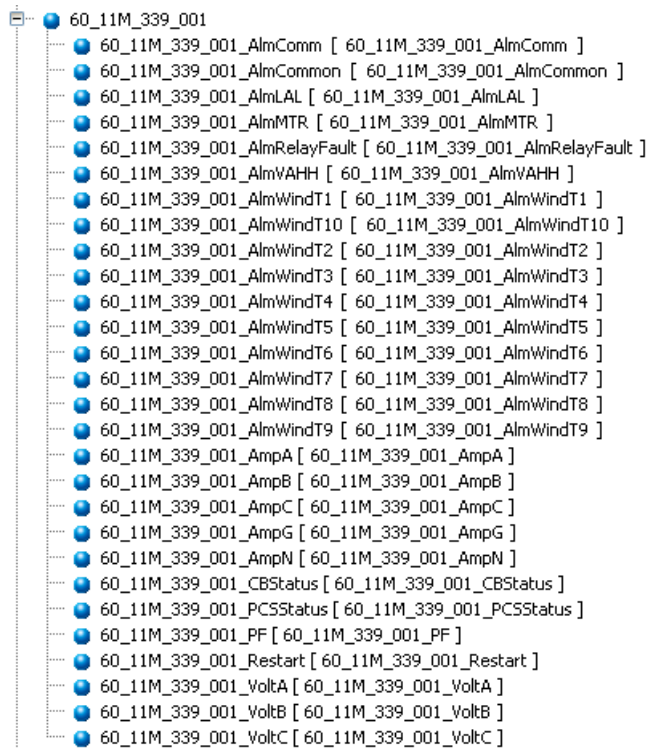 60_11M_339_001
60_11M_339_001_AlmComm [ 60_11M_339_001_AlmComm ]
60_11M_339_001_AlmCommon [ 60_11M_339_001_AlmCommon ]
60_11M_339_001_AlmLAL [ 60_11M_339_001_AlmLAL ]
60_11M_339_001_AlmMTR [ 60_11M_339_001_AlmMTR ]
60_11M_339_001_AlmRelayFault [ 60_11M_339_001_AlmRelayFault ]
60_11M_339_001_AlmVAHH [ 60_11M_339_001_AlmVAHH ]
60_11M_339_001_AlmWindT1 [ 60_11M_339_001_AlmWindT1 ]
60_11M_339_001_AlmWindT10 [ 60_11M_339_001_AlmWindT10 ]
60_11M_339_001_AlmWindT2 [ 60_11M_339_001_AlmWindT2 ]
60_11M_339_001_AlmWindT3 [ 60_11M_339_001_AlmWindT3 ]
60_11M_339_001_AlmWindT4 [ 60_11M_339_001_AlmWindT4 ]
60_11M_339_001_AlmWindT5 [ 60_11M_339_001_AlmWindT5 ]
60_11M_339_001_AlmWindT6 [ 60_11M_339_001_AlmWindT6 ]
60_11M_339_001_AlmWindT7 [ 60_11M_339_001_AlmWindT7 ]
60_11M_339_001_AlmWindT8 [ 60_11M_339_001_AlmWindT8 ]
60_11M_339_001_AlmWindT9 [ 60_11M_339_001_AlmWindT9 ]
60_11M_339_001_AmpA [ 60_11M_339_001_AmpA ]
60_11M_339_001_AmpB [ 60_11M_339_001_AmpB ]
60_11M_339_001_AmpC [ 60_11M_339_001_AmpC ]
60_11M_339_001_AmpG [ 60_11M_339_001_AmpG ]
60_11M_339_001_AmpN [ 60_11M_339_001_AmpN ]
60_11M_339_001_CBStatus [ 60_11M_339_001_CBStatus ]
60_11M_339_001_PCSStatus [ 60_11M_339_001_PCSStatus ]
60_11M_339_001_PF [ 60_11M_339_001_PF ]
60_11M_339_001_Restart [ 60_11M_339_001_Restart ]
60_11M_339_001_VoltA [ 60_11M_339_001_VoltA ]
60_11M_339_001_VoltB [ 60_11M_339_001_VoltB ]
60_11M_339_001_VoltC [ 60_11M_339_001_VoltC ]